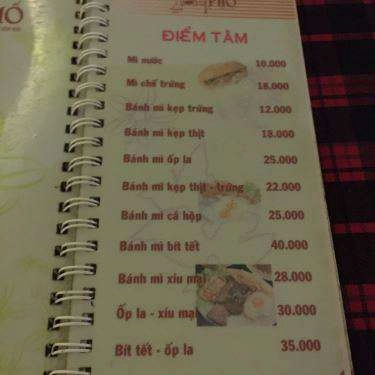 PHỐ
ĐIỂM TÂM
Mì nước 10.000
Mì chế trứng 18.000
Bánh mì kẹp trứng 12.000
Bánh mì kẹp thịt 18.000
Bánh mì ốp la 25.000
Bánh mì kẹp thịt - trứng 22.000
Bánh mì cá hộp 25.000
Bánh mì bít tết 40.000
Bánh mì xíu mại 28.000
Ốp la - xíu mại 30.000
Bít tết - ốp la 35.000